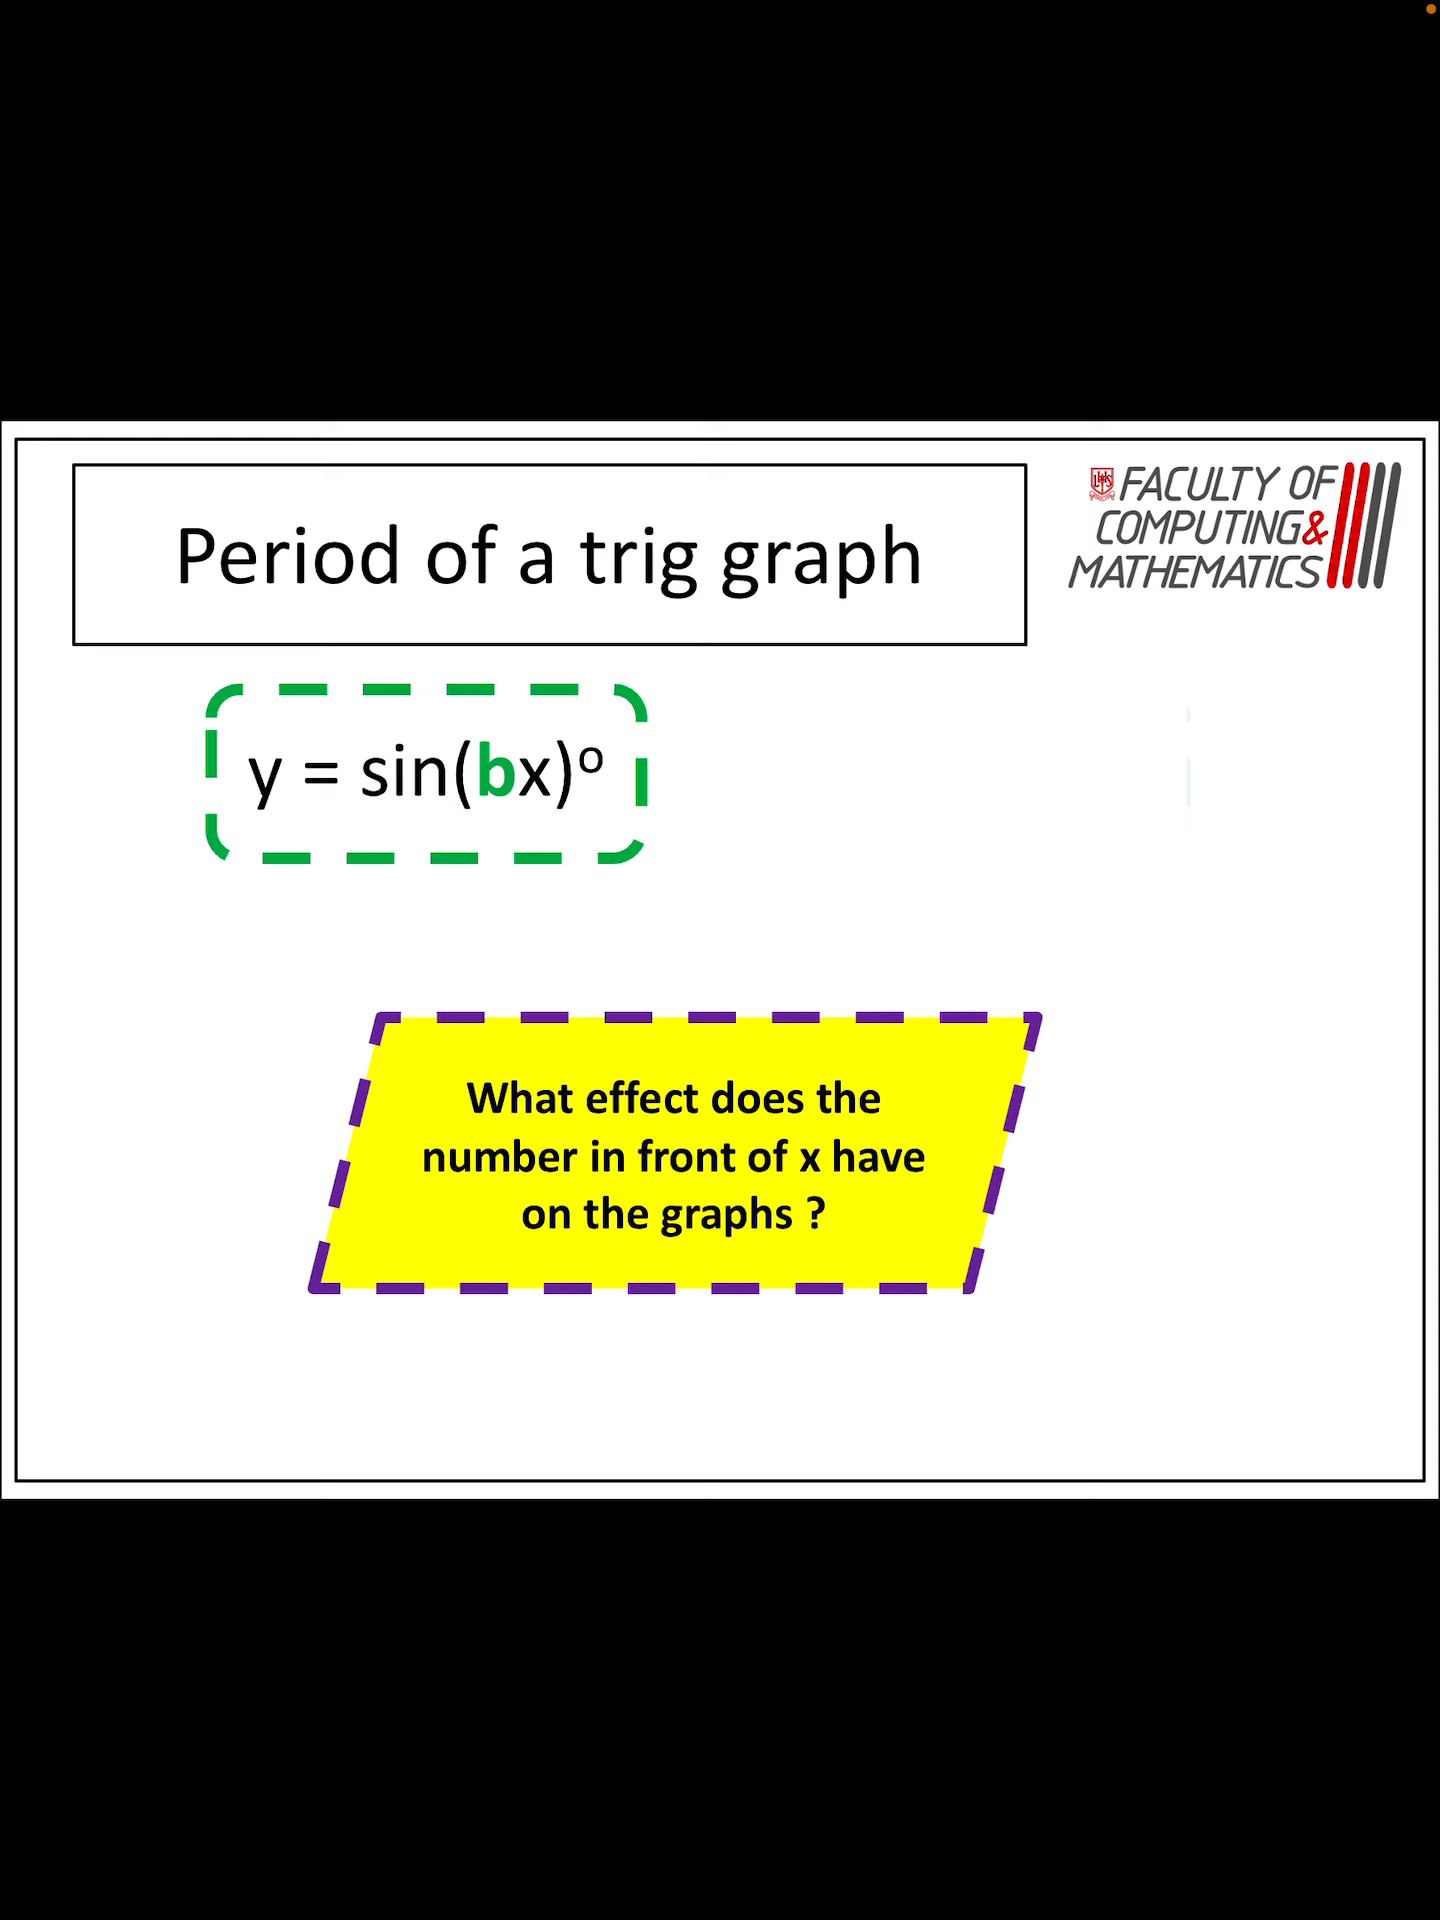 Period of a trig graph
FACULTY OF
COMPUTING&
MATHEMATICS
y = sin(bx)º
What effect does the
number in front of x have
on the graphs ?